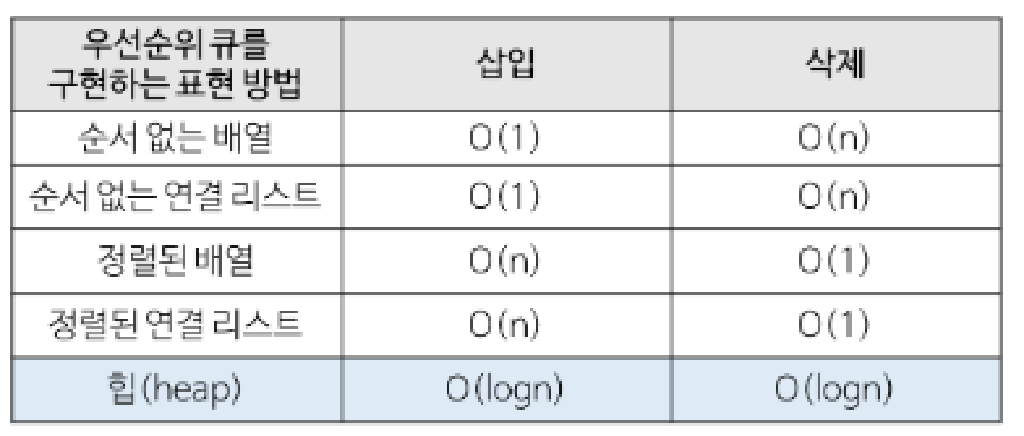 우선순위 큐를
구현하는 표현 방법
삽입
삭제
순서 없는 배열
O(1)
O(n)
순서 없는 연결 리스트
O(1)
O(n)
정렬된 배열
O(n)
O(1)
정렬된 연결 리스트
O(n)
O(1)
힙(heap)
O(logn)
O(logn)